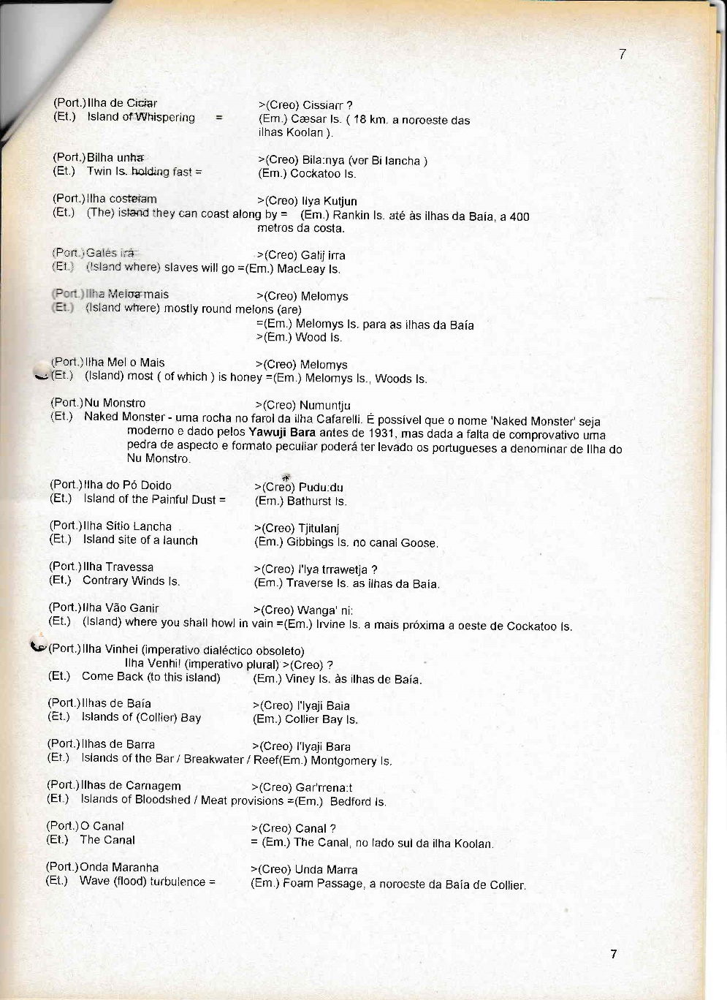 7
(Port.) Ilha de Ciciar >(Creo) Cissiarr ?
(Et.) Island of Whispering = (Em.) Cæsar Is. ( 18 km. a noroeste das
ilhas Koolan ).
(Port.) Bilha unha >(Creo) Bila:nya (ver Bi lancha )
(Et.) Twin Is. holding fast = (Em.) Cockatoo Is.
(Port.) Ilha costeiam >(Creo) Ilya Kutjun
(Et.) (The) island they can coast along by = (Em.) Rankin Is. até às ilhas da Baía, a 400
metros da costa.
(Port.) Galés irá >(Creo) Galij irra
(Et.) (Island where) slaves will go =(Em.) MacLeay Is.
(Port.) Ilha Meloa mais >(Creo) Melomys
(Et.) (Island where) mostly round melons (are)
=(Em.) Melomys Is. para as ilhas da Baía
>(Em.) Wood Is.
(Port.) Ilha Mel o Mais >(Creo) Melomys
(Et.) (Island) most ( of which ) is honey =(Em.) Melomys Is., Woods Is.
(Port.) Nu Monstro >(Creo) Numuntju
(Et.) Naked Monster - uma rocha no farol da ilha Cafarelli. É possível que o nome 'Naked Monster' seja
moderno e dado pelos Yawuji Bara antes de 1931, mas dada a falta de comprovativo uma
pedra de aspecto e formato peculiar poderá ter levado os portugueses a denominar de Ilha do
Nu Monstro.
(Port.) Ilha do Pó Doido >(Creo) Pudu:du
(Et.) Island of the Painful Dust = (Em.) Bathurst Is.
(Port.) Ilha Sítio Lancha >(Creo) Tjitulanj
(Et.) Island site of a launch (Em.) Gibbings Is. no canal Goose.
(Port.) Ilha Travessa >(Creo) I'lya trrawetja ?
(Et.) Contrary Winds Is. (Em.) Traverse Is. as ilhas da Baía.
(Port.) Ilha Vão Ganir >(Creo) Wanga' ni:
(Et.) (Island) where you shall howl in vain =(Em.) Irvine Is. a mais próxima a oeste de Cockatoo Is.
(Port.) Ilha Vinhei (imperativo dialéctico obsoleto)
Ilha Venhi! (imperativo plural) >(Creo) ?
(Et.) Come Back (to this island) (Em.) Viney Is. às ilhas de Baía.
(Port.) Ilhas de Baía >(Creo) I'lyaji Baia
(Et.) Islands of (Collier) Bay (Em.) Collier Bay Is.
(Port.) Ilhas de Barra >(Creo) I'lyaji Bara
(Et.) Islands of the Bar / Breakwater / Reef(Em.) Montgomery Is.
(Port.) Ilhas de Carnagem >(Creo) Gar'rrena:t
(Et.) Islands of Bloodshed / Meat provisions =(Em.) Bedford Is.
(Port.) O Canal >(Creo) Canal ?
(Et.) The Canal = (Em.) The Canal, no lado sul da ilha Koolan.
(Port.) Onda Maranha >(Creo) Unda Marra
(Et.) Wave (flood) turbulence = (Em.) Foam Passage, a noroeste da Baía de Collier.
7